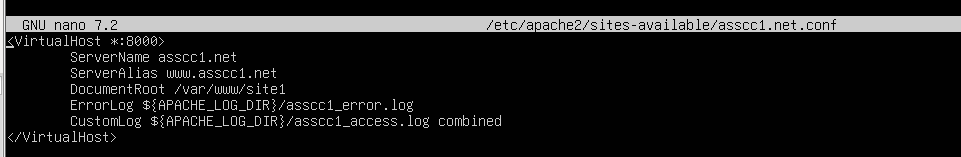 GNU nano 7.2 /etc/apache2/sites-available/asscc1.net.conf
<VirtualHost *:8000>
ServerName asscc1.net
ServerAlias www.asscc1.net
DocumentRoot /var/www/site1
ErrorLog ${APACHE_LOG_DIR}/asscc1_error.log
CustomLog ${APACHE_LOG_DIR}/asscc1_access.log combined
</VirtualHost>